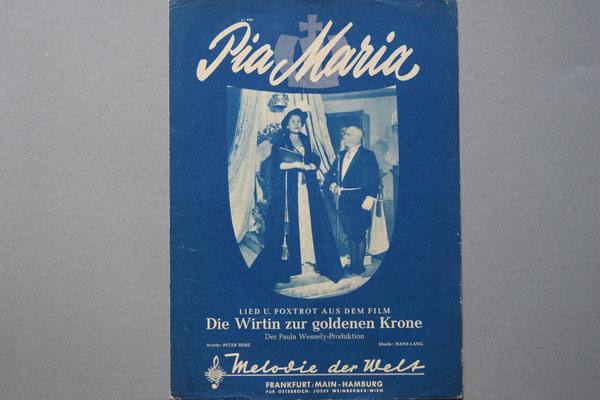 Pia Maria
LIED U. FOXTROT AUS DEM FILM
Die Wirtin zur goldenen Krone
Der Paula Wessely-Produktion
Worte: PETER HERZ Musik: HANS LANG
Melodie der Welt
FRANKFURT/MAIN-HAMBURG
FÜR ÖSTERREICH: JOSEF WEINBERGER/WIEN